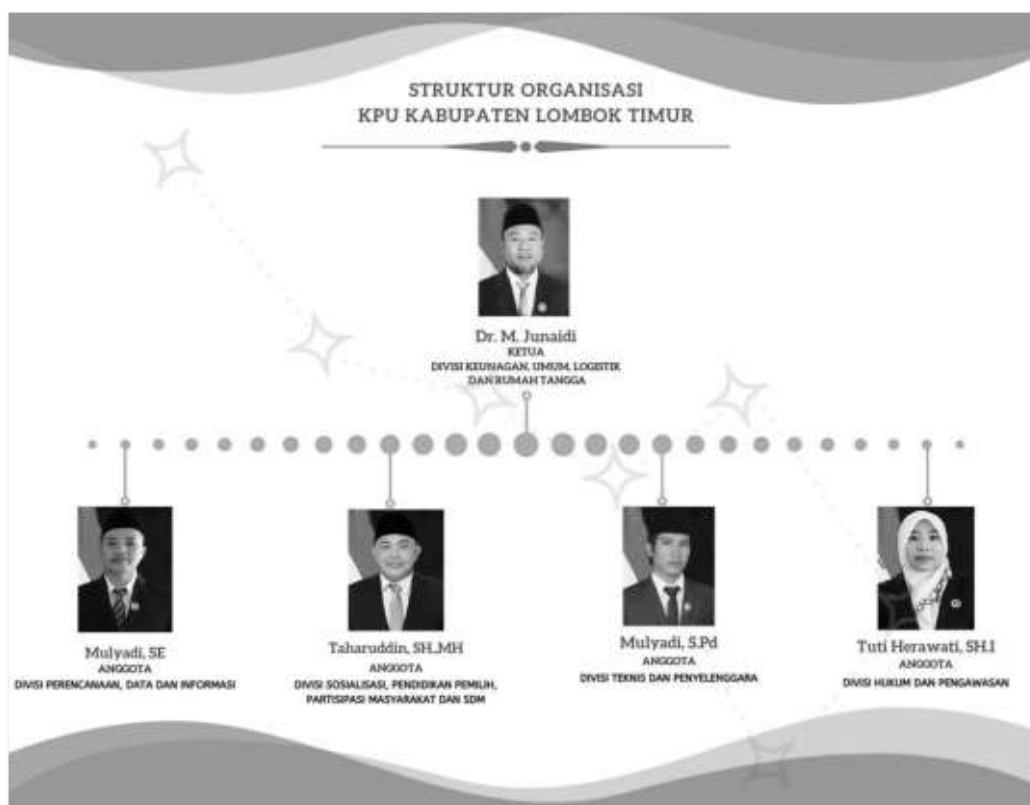 STRUKTUR ORGANISASI
KPU KABUPATEN LOMBOK TIMUR
Dr. M. Junaidi
KETUA
DIVISI KEUNAGAN, UMUM, LOGISTIK
DAN RUMAH TANGGA
Mulyadi, SE
ANGGOTA
DIVISI PERENCANAAN, DATA DAN INFORMASI
Taharuddin, SH.,MH
ANGGOTA
DIVISI SOSIALISASI, PENDIDIKAN PEMILIH,
PARTISIPASI MASYARAKAT DAN SDM
Mulyadi, S.Pd
ANGGOTA
DIVISI TEKNIS DAN PENYELENGGARA
Tuti Herawati, SH.I
ANGGOTA
DIVISI HUKUM DAN PENGAWASAN